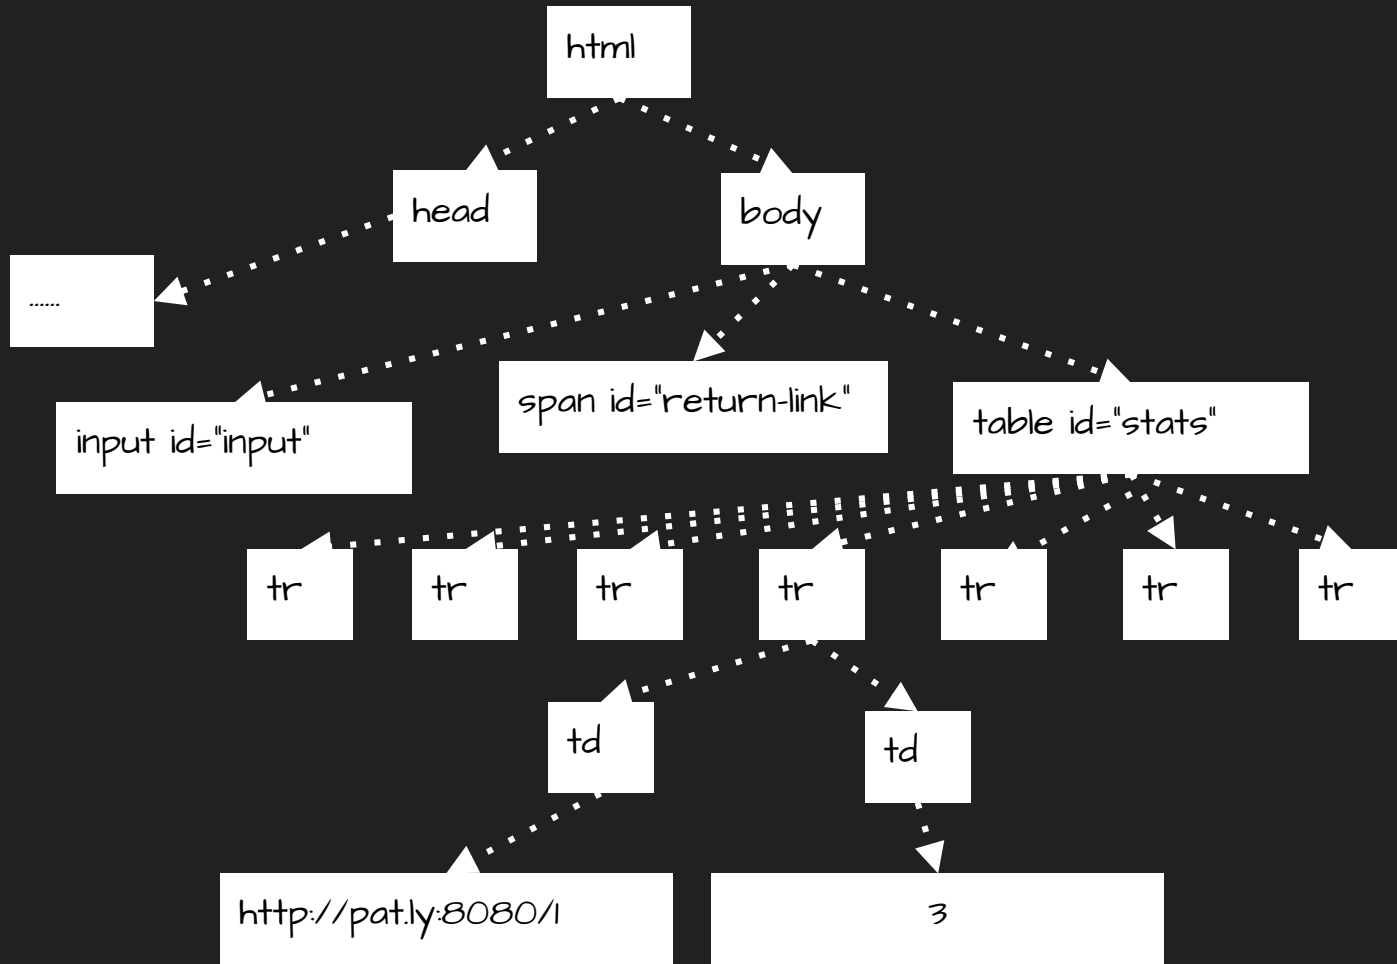 html
head
body
......
input id="input"
span id="return-link"
table id="stats"
tr
tr
tr
tr
tr
tr
tr
td
td
http://pat.ly:8080/1
3